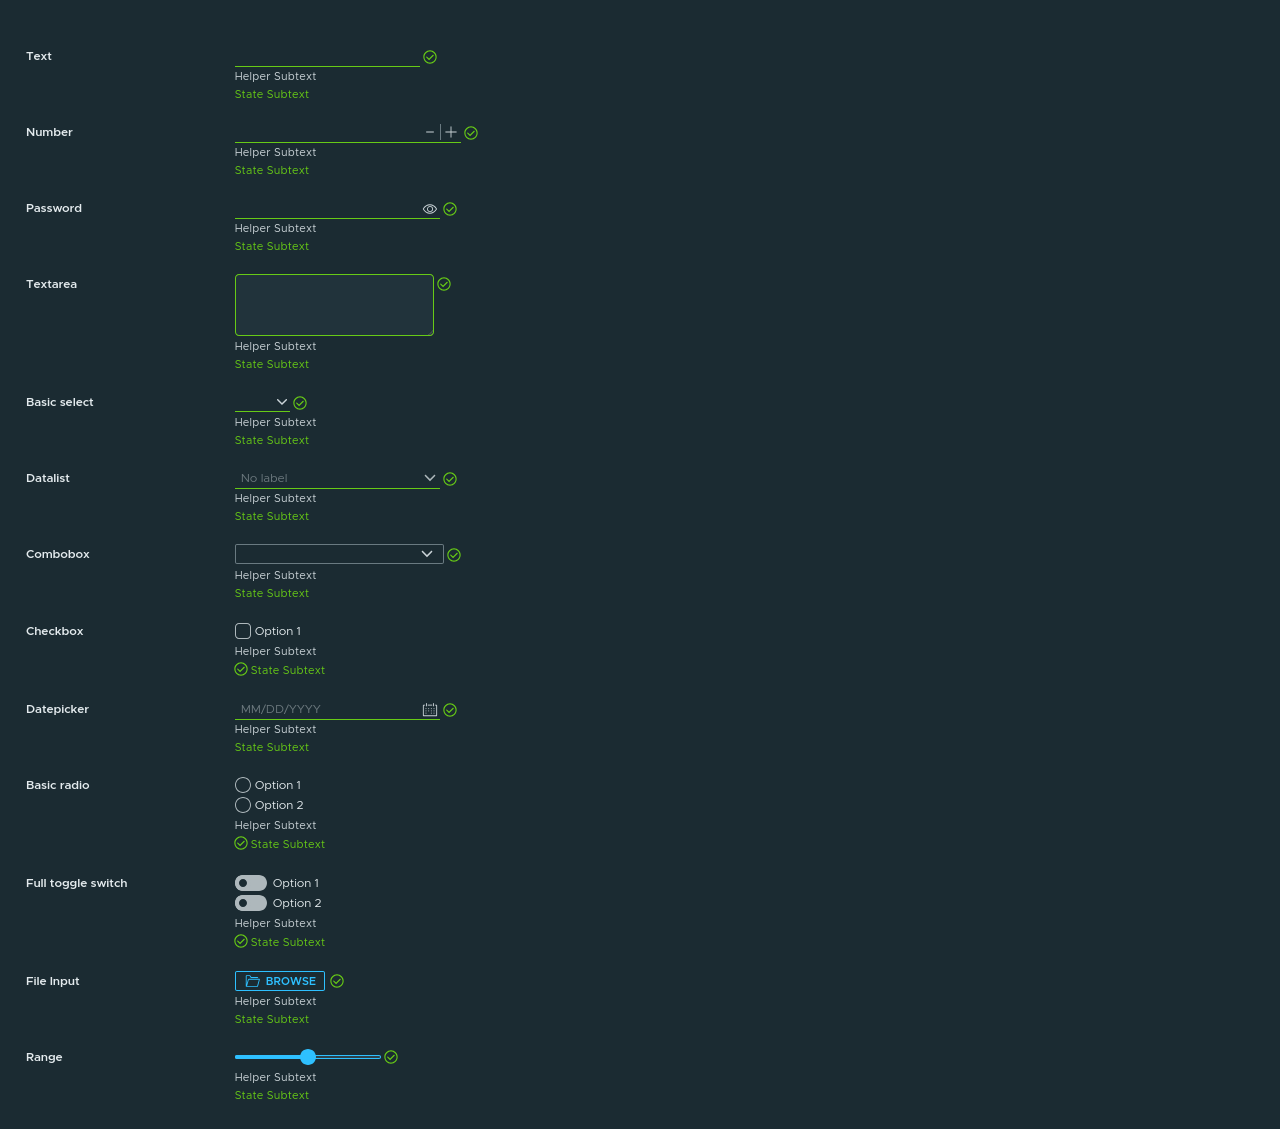 Text
Helper Subtext
State Subtext
Number
Helper Subtext
State Subtext
Password
Helper Subtext
State Subtext
Textarea
Helper Subtext
State Subtext
Basic select
Helper Subtext
State Subtext
Datalist No label
Helper Subtext
State Subtext
Combobox
Helper Subtext
State Subtext
Checkbox Option 1
Helper Subtext
State Subtext
Datepicker MM/DD/YYYY
Helper Subtext
State Subtext
Basic radio Option 1
Option 2
Helper Subtext
State Subtext
Full toggle switch Option 1
Option 2
Helper Subtext
State Subtext
File Input BROWSE
Helper Subtext
State Subtext
Range
Helper Subtext
State Subtext